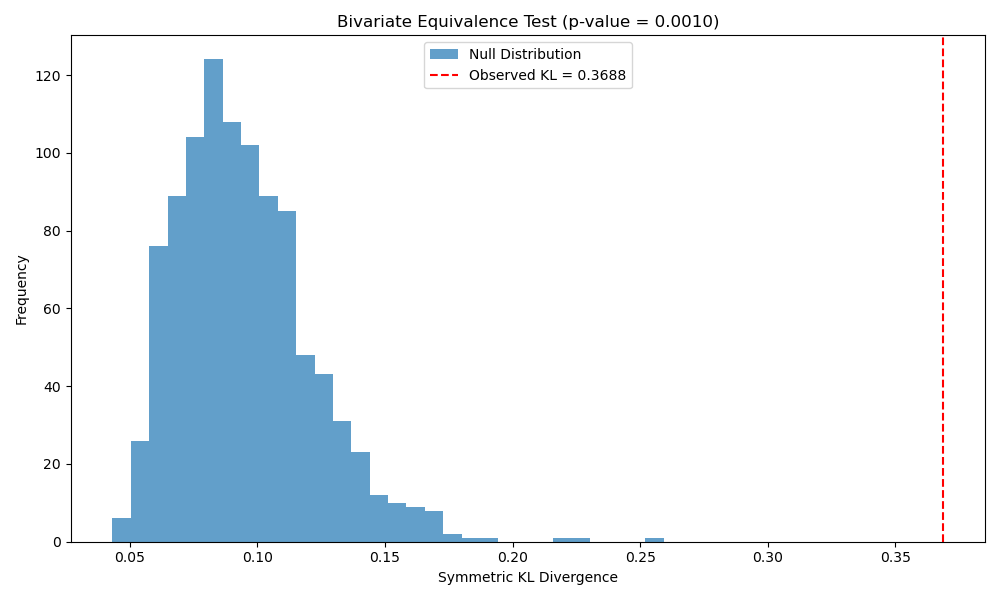 Bivariate Equivalence Test (p-value = 0.0010)
Null Distribution
Observed KL = 0.3688
120
100
80
60
40
20
0
Frequency
0.05 0.10 0.15 0.20 0.25 0.30 0.35
Symmetric KL Divergence